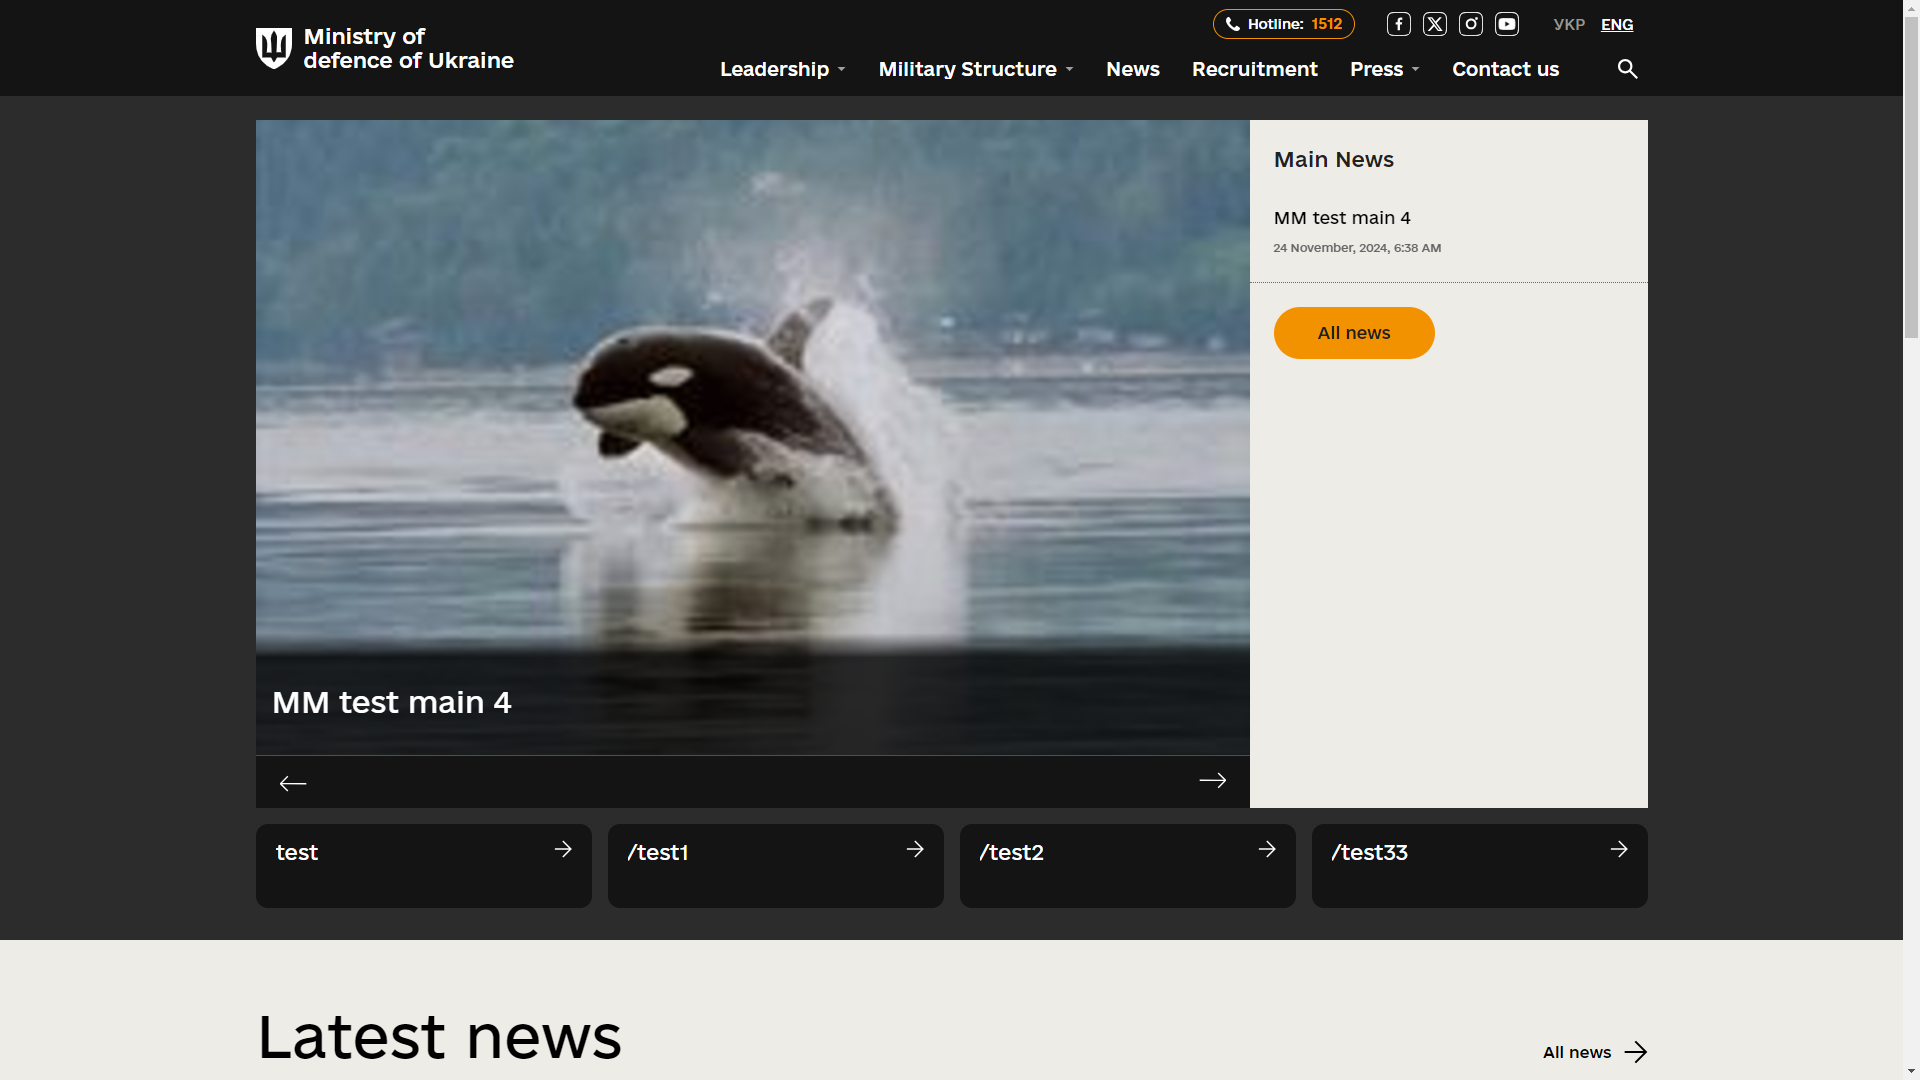 Ministry of
defence of Ukraine
Hotline: 1512
УКР
ENG
Leadership
Military Structure
News
Recruitment
Press
Contact us
MM test main 4
Main News
MM test main 4
24 November, 2024, 6:38 AM
All news
test
/test1
/test2
/test33
Latest news
All news